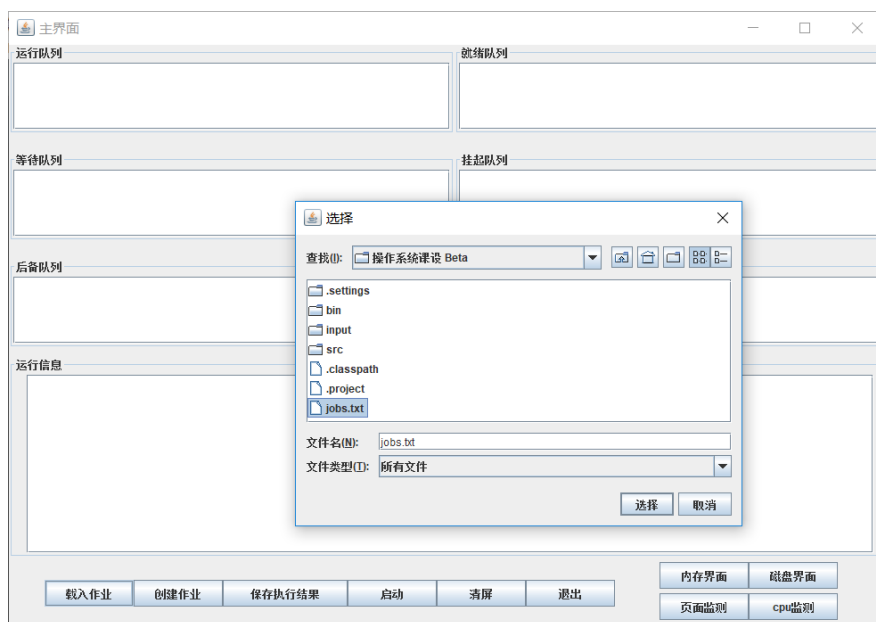 主界面
运行队列
就绪队列
等待队列
挂起队列
选择
查找(I):
操作系统课设 Beta
后备队列
.settings
bin
input
src
.classpath
.project
jobs.txt
运行信息
文件名(N):
jobs.txt
文件类型(T):
所有文件
选择
取消
载入作业
创建作业
保存执行结果
启动
清屏
退出
内存界面
磁盘界面
页面监测
cpu监测